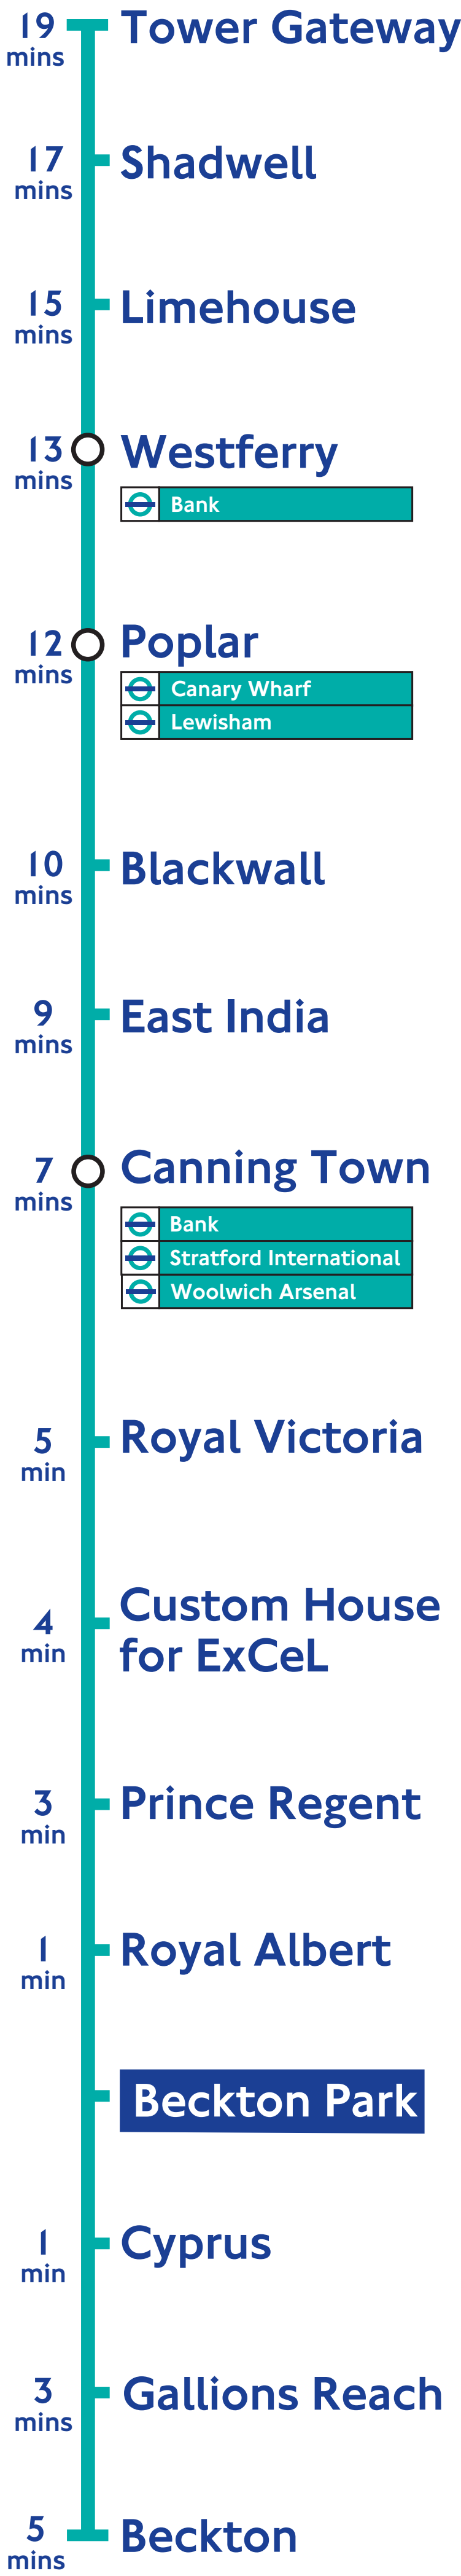 19
mins
Tower Gateway
17
mins
Shadwell
15
mins
Limehouse
13
mins
Westferry
Bank
12
mins
Poplar
Canary Wharf
Lewisham
10
mins
Blackwall
9
mins
East India
7
mins
Canning Town
Bank
Stratford International
Woolwich Arsenal
5
min
Royal Victoria
4
min
Custom House
for ExCeL
3
min
Prince Regent
1
min
Royal Albert
Beckton Park
1
min
Cyprus
3
mins
Gallions Reach
5
mins
Beckton